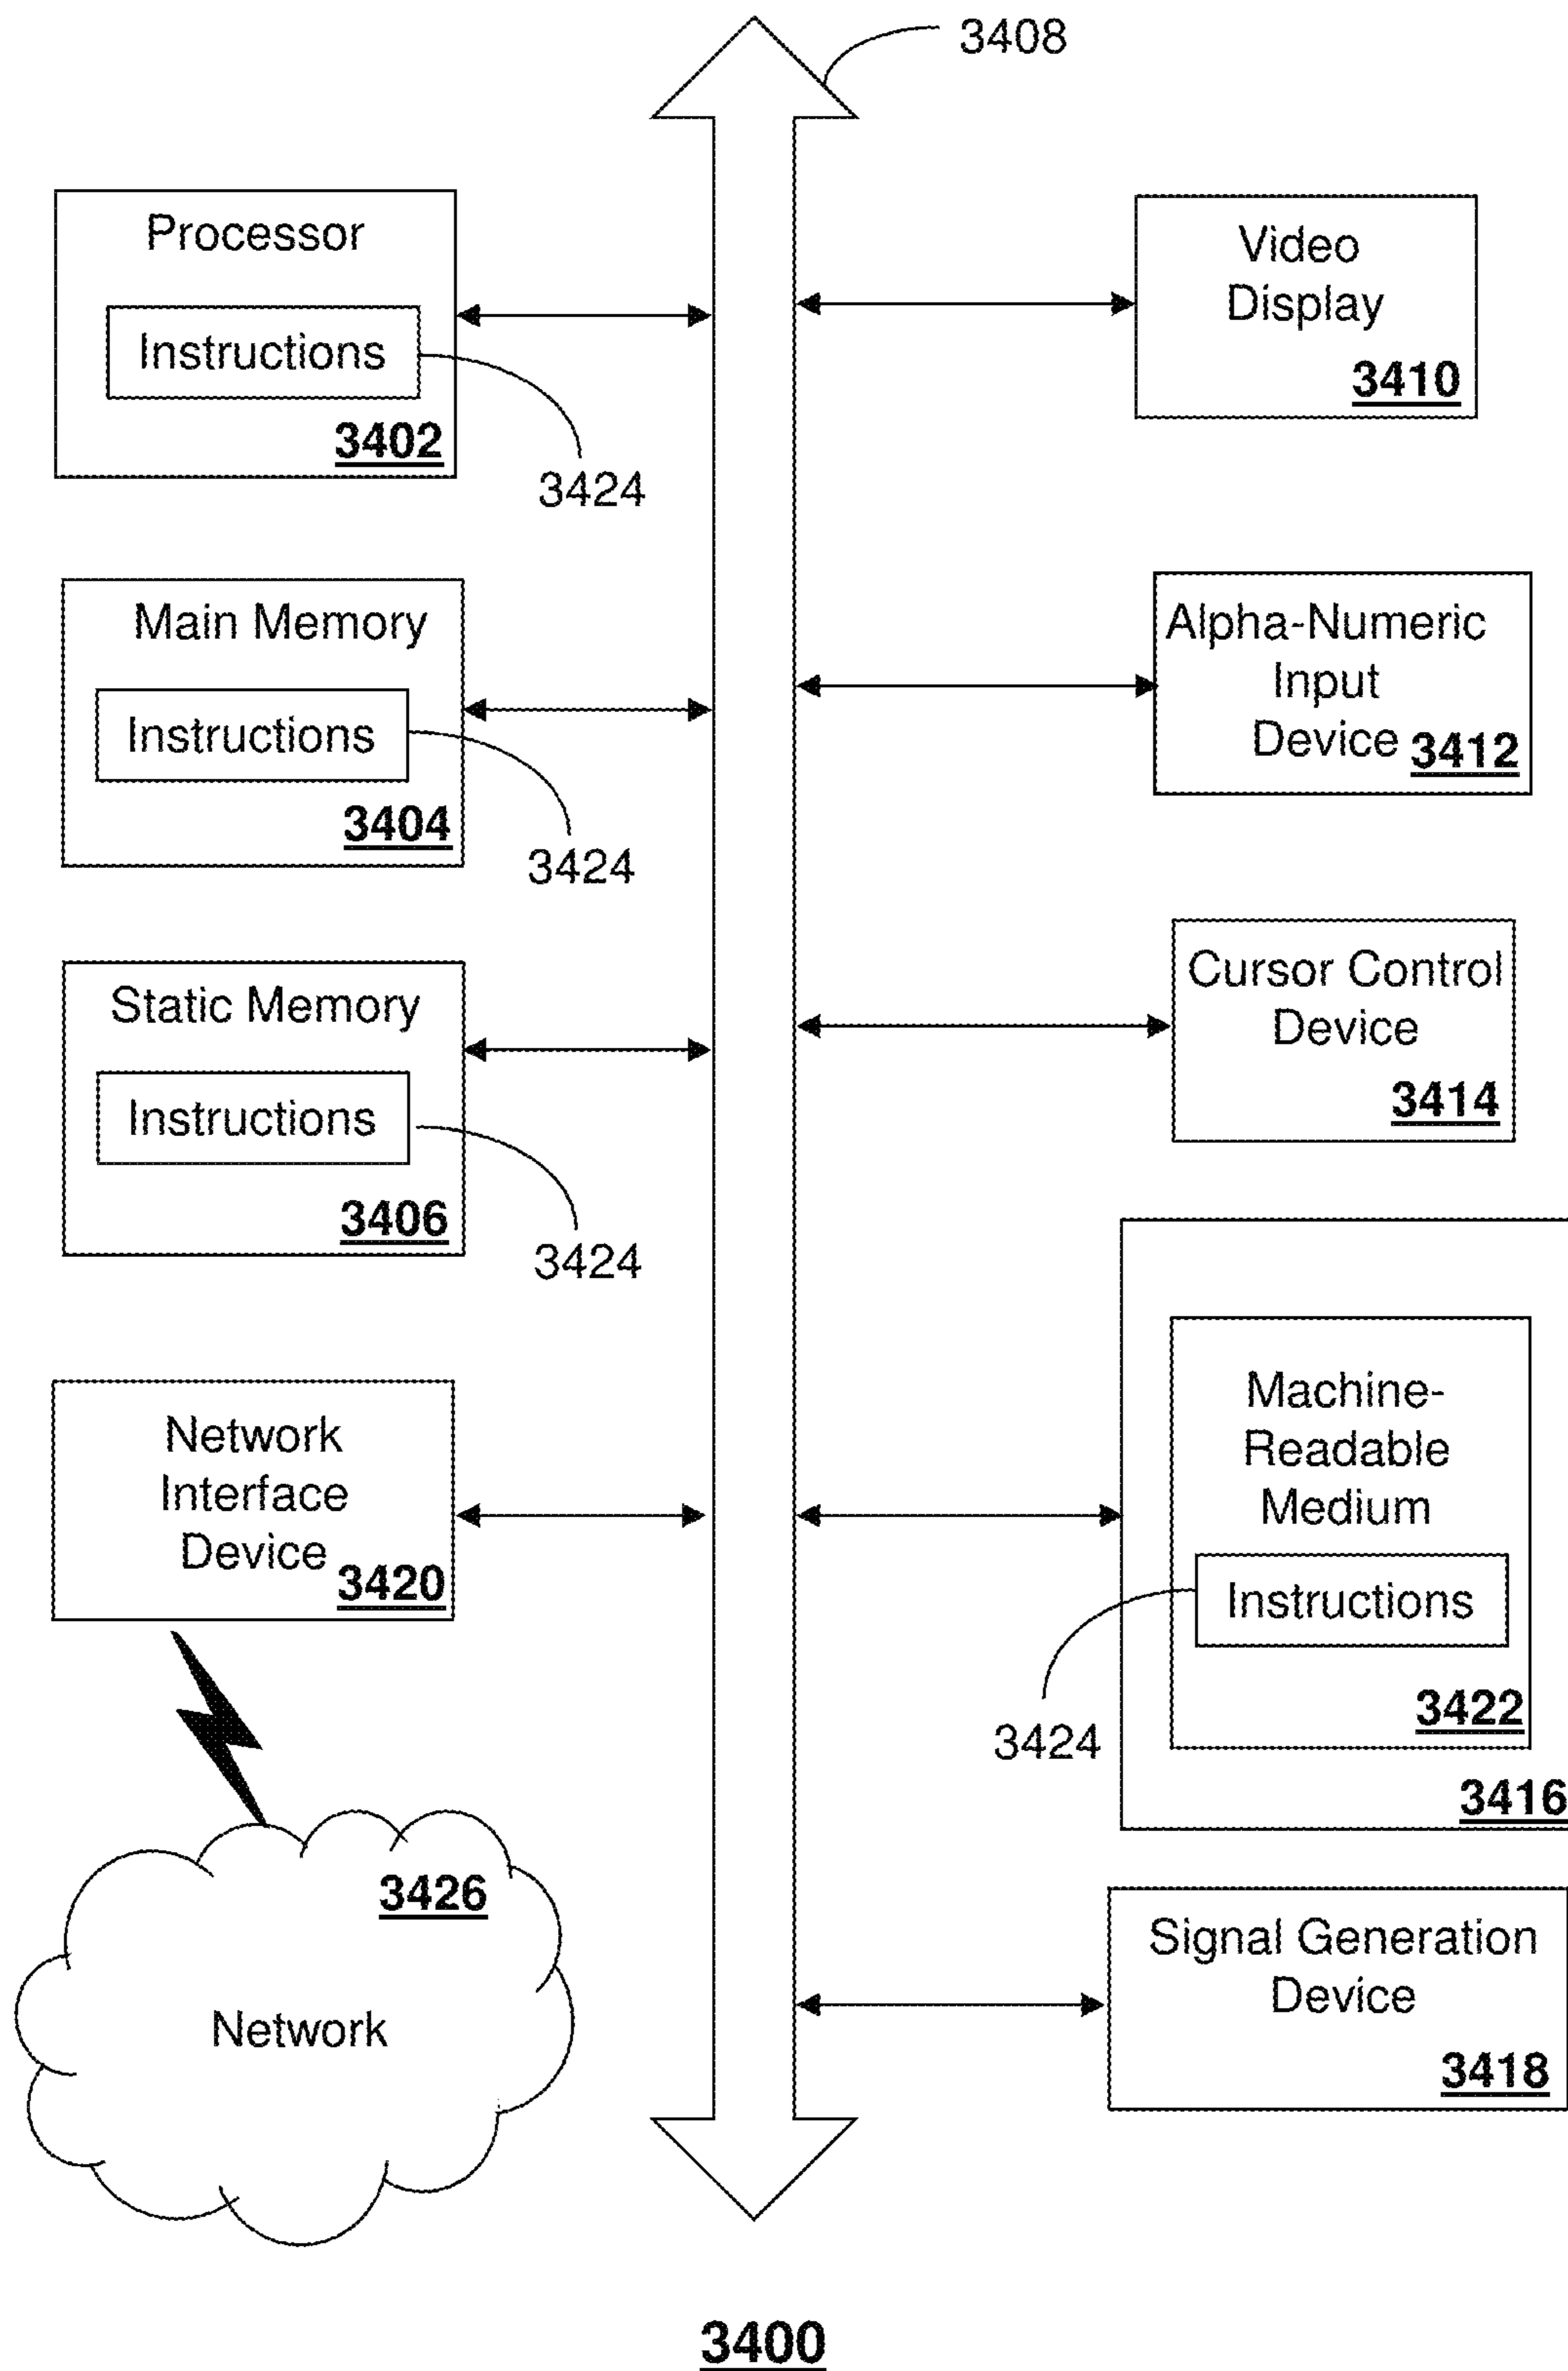 3408
Processor
Instructions
3402
3424
Main Memory
Instructions
3404
3424
Static Memory
Instructions
3406
3424
Network
Interface
Device
3420
3426
Network
Video
Display
3410
Alpha-Numeric
Input
Device 3412
Cursor Control
Device
3414
Machine-
Readable
Medium
Instructions
3422
3424
3416
Signal Generation
Device
3418
3400